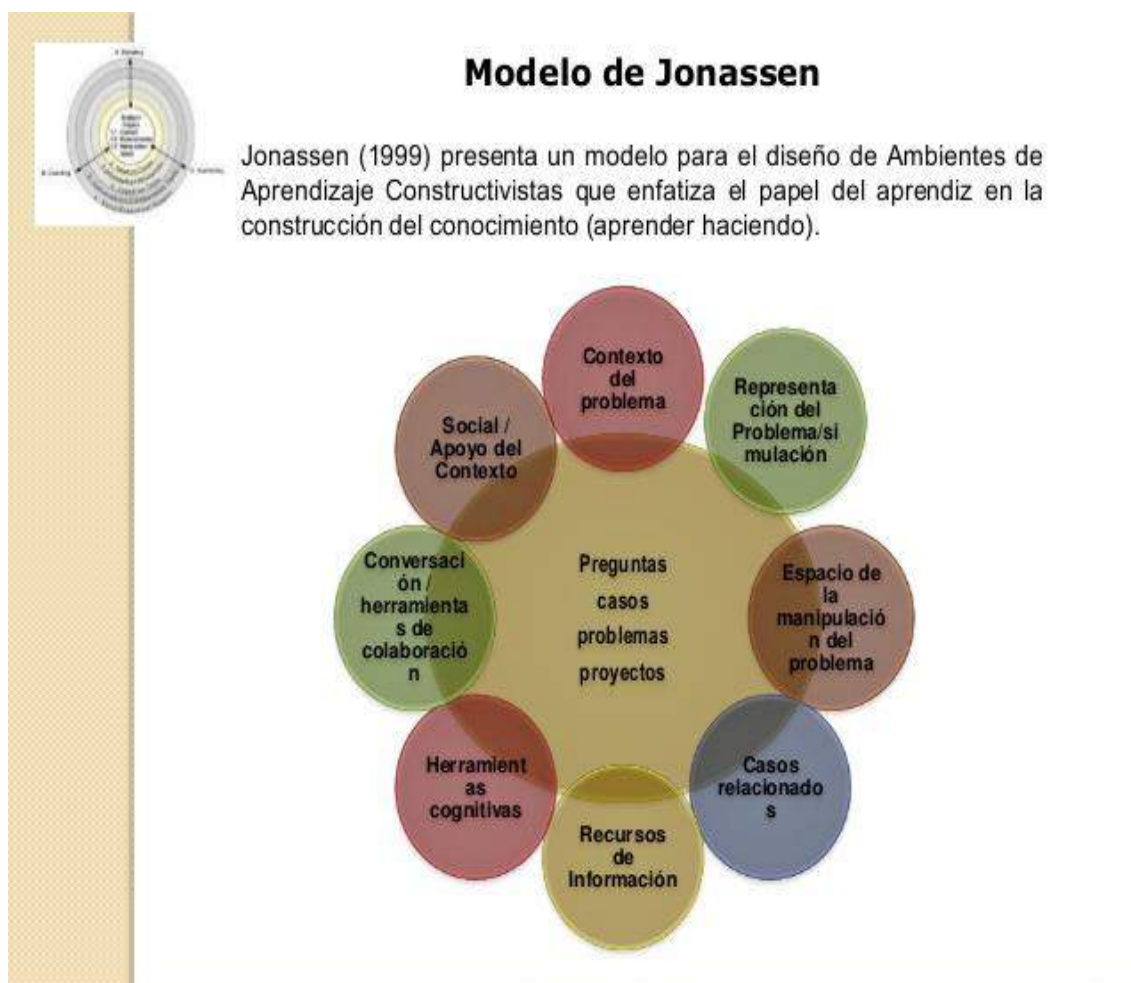 Modelo de Jonassen
Jonassen (1999) presenta un modelo para el diseño de Ambientes de
Aprendizaje Constructivistas que enfatiza el papel del aprendiz en la
construcción del conocimiento (aprender haciendo).
Contexto
del
problema
Representa
ción del
Problema/si
mulación
Espacio de
la
manipulació
n del
problema
Casos
relacionado
s
Recursos
de
Información
Herramient
as
cognitivas
Conversaci
ón /
herramienta
s de
colaboració
n
Social /
Apoyo del
Contexto
Preguntas
casos
problemas
proyectos